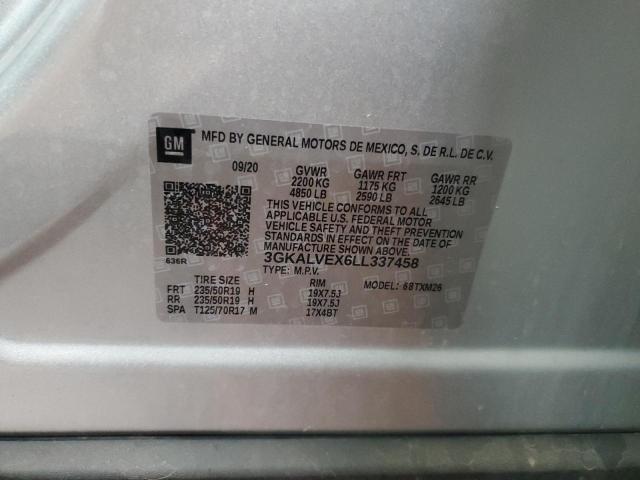 GM MFD BY GENERAL MOTORS DE MEXICO, S. DE R.L. DE C.V.
09/20 GVWR GAWR FRT GAWR RR
2200 KG 1175 KG 1200 KG
4850 LB 2590 LB 2645 LB
THIS VEHICLE CONFORMS TO ALL
APPLICABLE U.S. FEDERAL MOTOR
VEHICLE SAFETY AND THEFT PREVENTION
STANDARDS IN EFFECT ON THE DATE OF
MANUFACTURE SHOWN ABOVE.
636R 3GKALVEX6LL337458
TYPE: M.P.V.
TIRE SIZE RIM MODEL: 68TXM26
FRT 235/50R19 H 19X7.5J
RR 235/50R19 H 19X7.5J
SPA T125/70R17 M 17X4BT